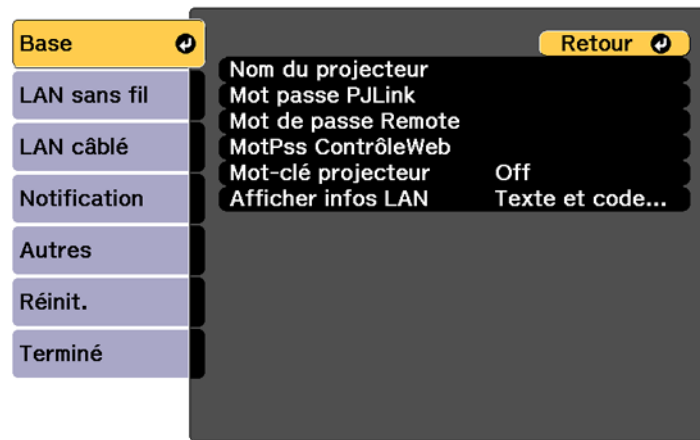 Base
LAN sans fil
LAN câblé
Notification
Autres
Réinit.
Terminé
Retour
Nom du projecteur
Mot passe PJLink
Mot de passe Remote
MotPss ContrôleWeb
Mot-clé projecteur Off
Afficher infos LAN Texte et code...